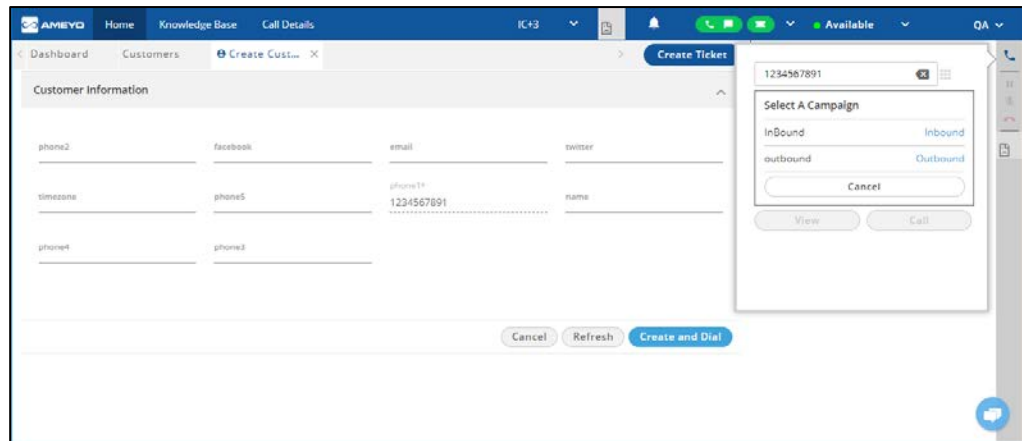 AMEYO Home Knowledge Base Call Details IC+3 Available QA
Dashboard Customers Create Cust... Create Ticket
1234567891
Customer Information
Select A Campaign
InBound Inbound
outbound Outbound
Cancel
View Call
phone2 facebook email twitter
timezone phone5 phone1* name
1234567891
phone4 phone3
Cancel Refresh Create and Dial